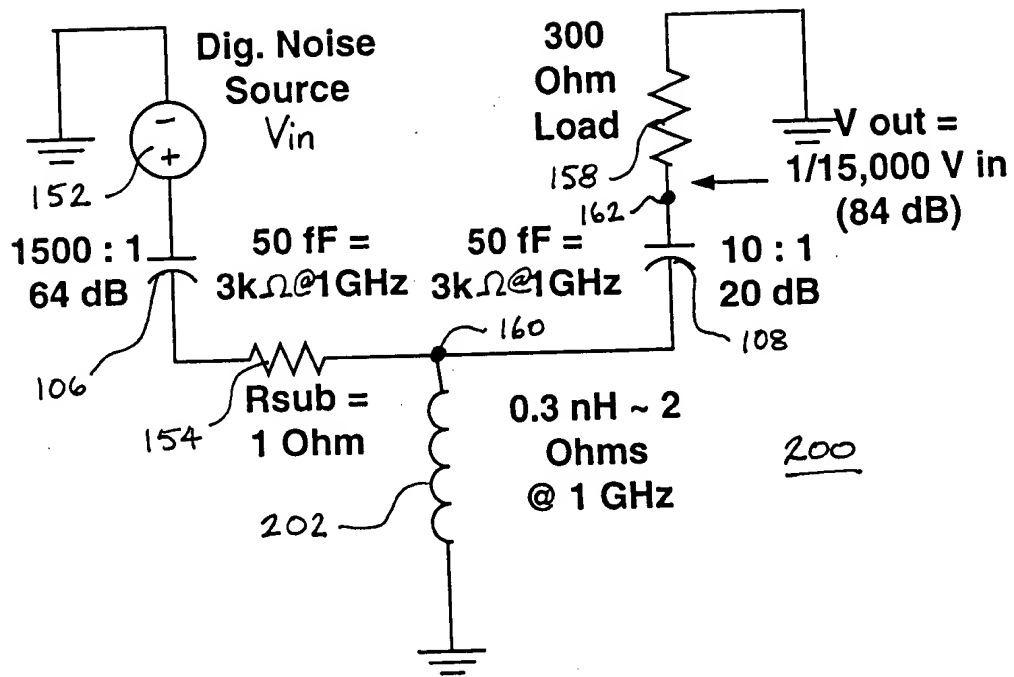 Dig. Noise
Source
Vin
−
+
152
1500 : 1
64 dB
106
50 fF =
3kΩ@1GHz
Rsub =
1 Ohm
154
300
Ohm
Load
158
162
V out =
1/15,000 V in
(84 dB)
50 fF =
3kΩ@1GHz
10 : 1
20 dB
108
160
0.3 nH ~ 2
Ohms
@ 1 GHz
202
200